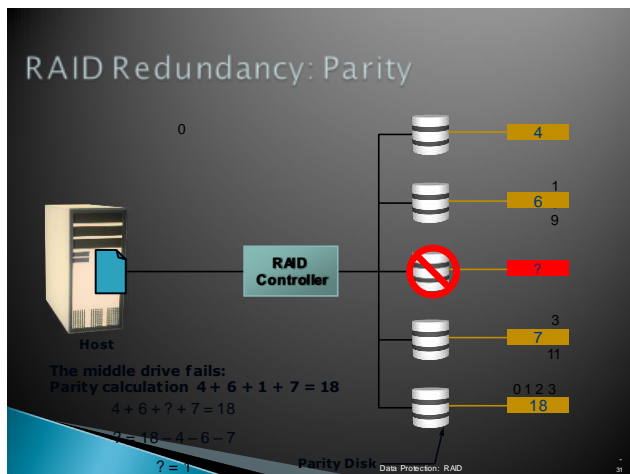 RAID Redundancy: Parity
0
4
1
6
9
RAID
Controller
?
3
7
11
Host
The middle drive fails:
Parity calculation 4 + 6 + 1 + 7 = 18
4 + 6 + ? + 7 = 18
? = 18 – 4 – 6 – 7
? = 1
0 1 2 3
18
Parity Disk
Data Protection: RAID
-
31